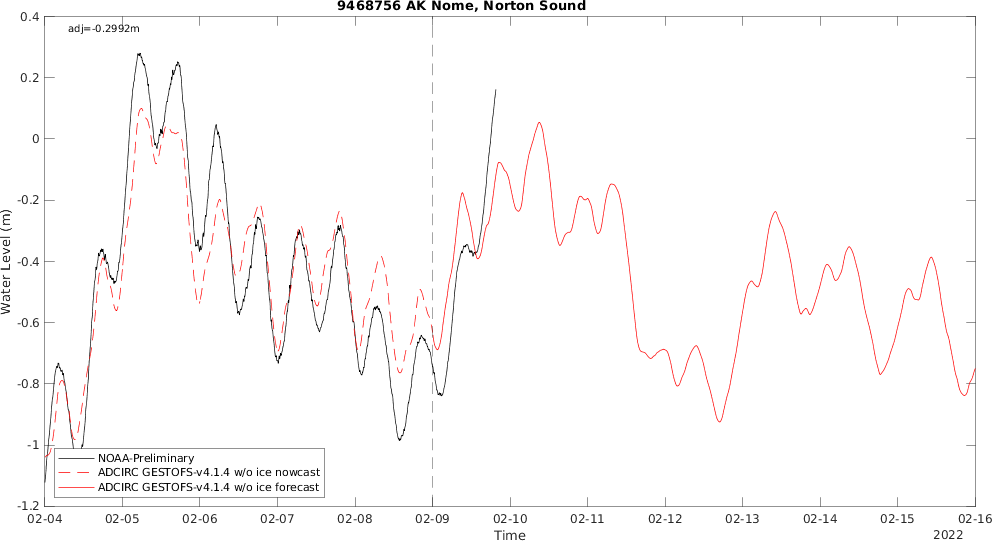 9468756 AK Nome, Norton Sound
adj=-0.2992m
0.4
0.2
0
-0.2
-0.4
-0.6
-0.8
-1
-1.2
Water Level (m)
NOAA-Preliminary
ADCIRC GESTOFS-v4.1.4 w/o ice nowcast
ADCIRC GESTOFS-v4.1.4 w/o ice forecast
02-04 02-05 02-06 02-07 02-08 02-09 02-10 02-11 02-12 02-13 02-14 02-15 02-16
Time
2022